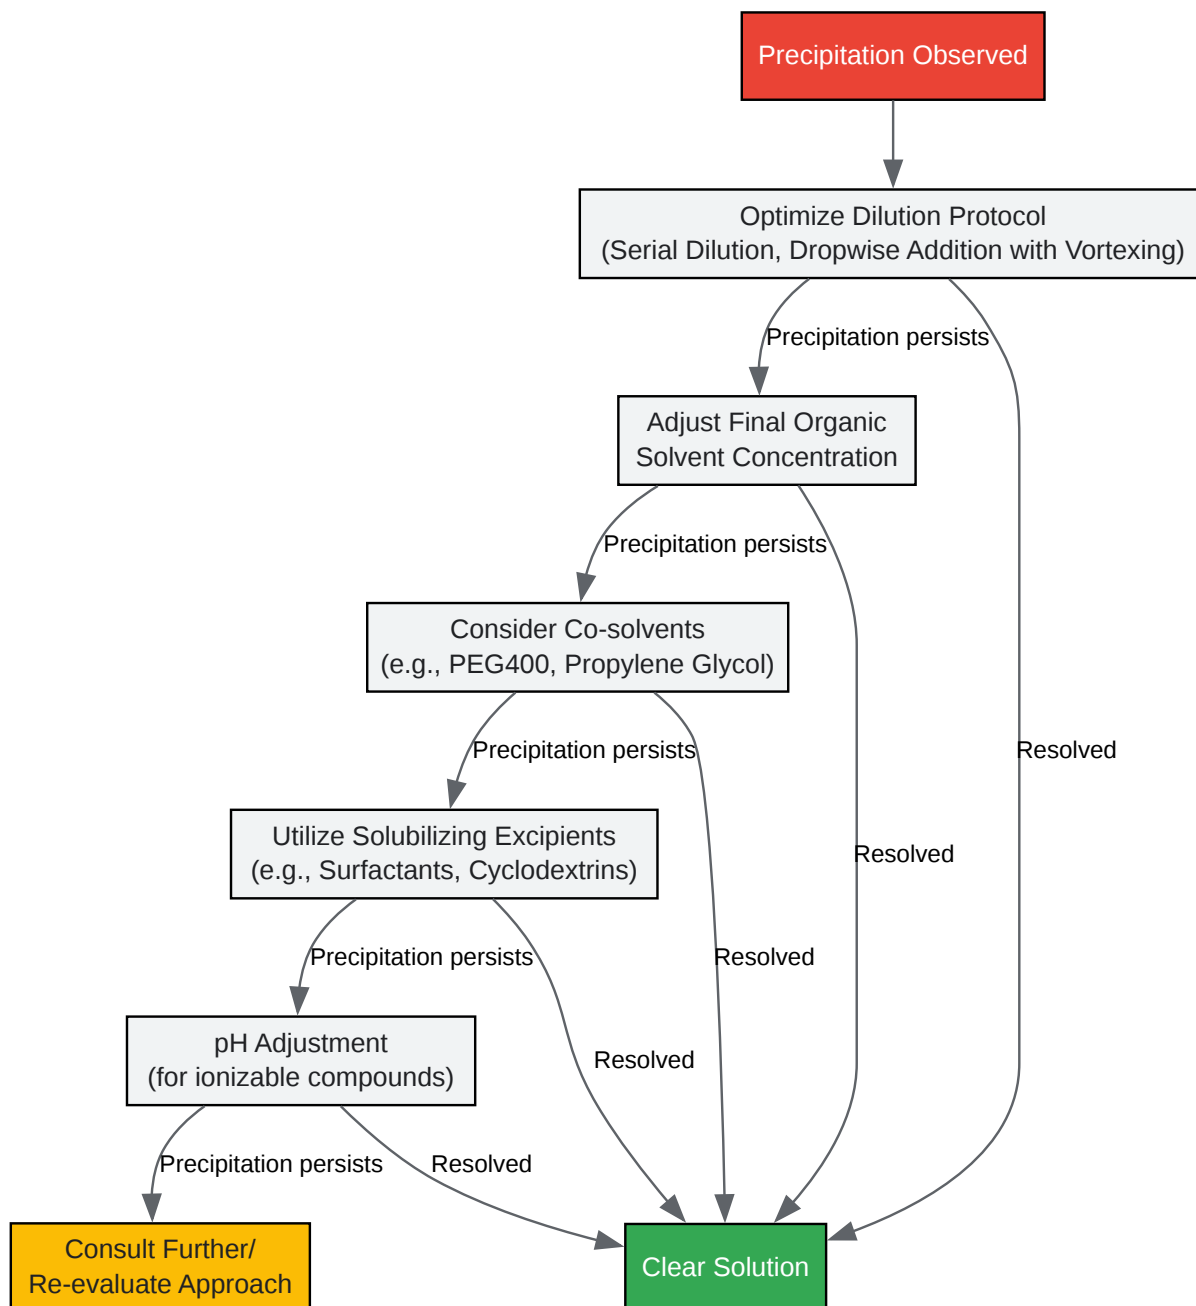 Precipitation Observed
Optimize Dilution Protocol
(Serial Dilution, Dropwise Addition with Vortexing)
Precipitation persists
Adjust Final Organic
Solvent Concentration
Precipitation persists
Consider Co-solvents
(e.g., PEG400, Propylene Glycol)
Precipitation persists
Resolved
Utilize Solubilizing Excipients
(e.g., Surfactants, Cyclodextrins)
Resolved
Precipitation persists
Resolved
pH Adjustment
(for ionizable compounds)
Resolved
Precipitation persists
Resolved
Consult Further/
Re-evaluate Approach
Clear Solution